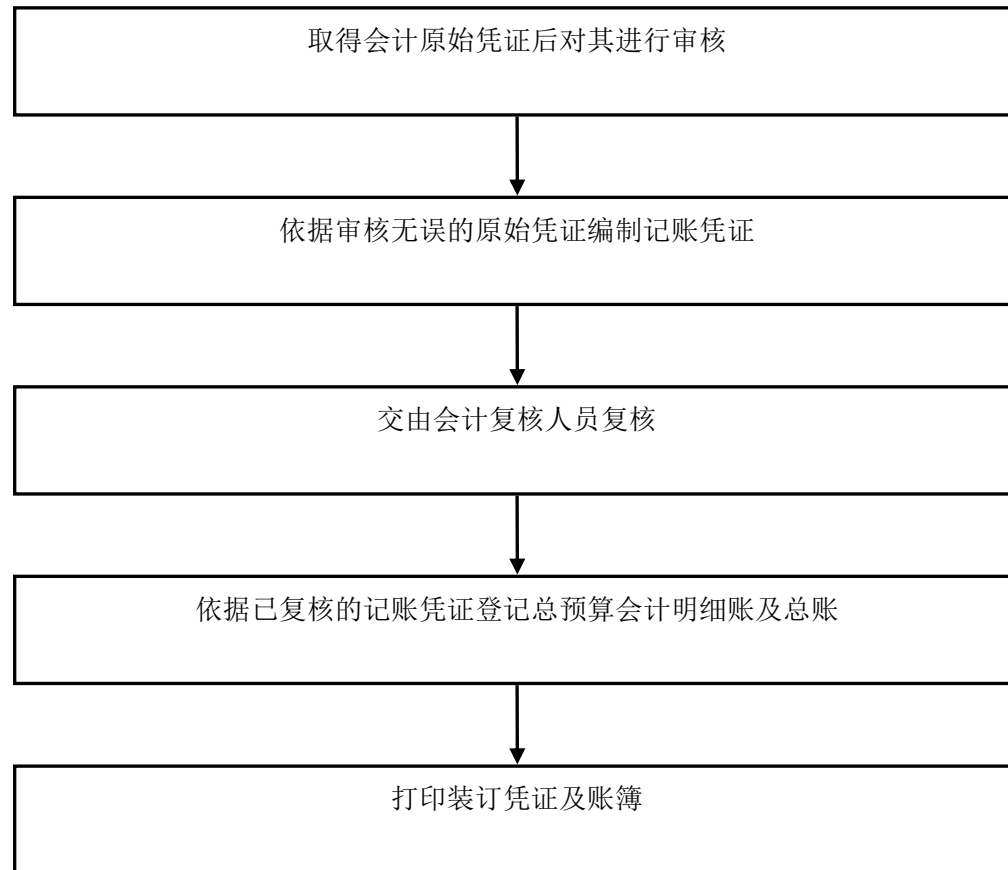 取得会计原始凭证后对其进行审核
依据审核无误的原始凭证编制记账凭证
交由会计复核人员复核
依据已复核的记账凭证登记总预算会计明细账及总账
打印装订凭证及账簿